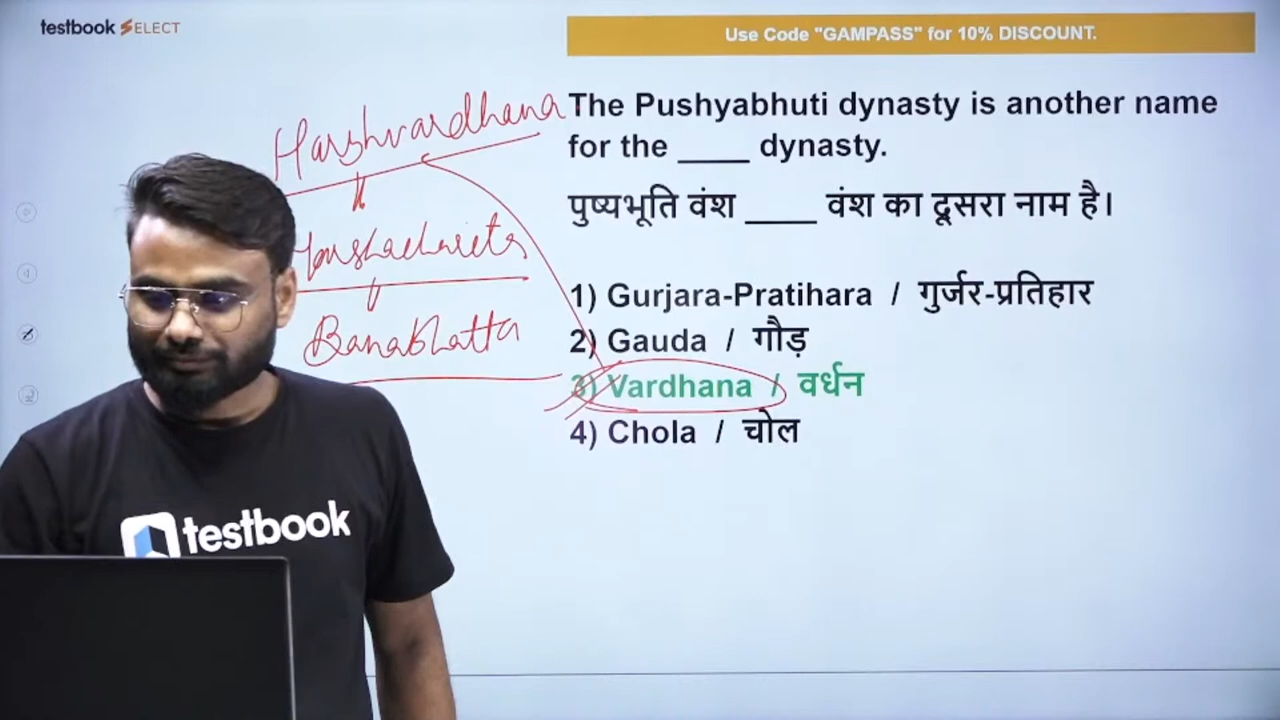 testbook SELECT
Use Code "GAMPASS" for 10% DISCOUNT.
The Pushyabhuti dynasty is another name
for the ____ dynasty.
पुष्यभूति वंश ____ वंश का दूसरा नाम है।
1) Gurjara-Pratihara / गुर्जर-प्रतिहार
2) Gauda / गौड़
3) Vardhana / वर्धन
4) Chola / चोल
Harshvardhana
Banabhatta
testbook